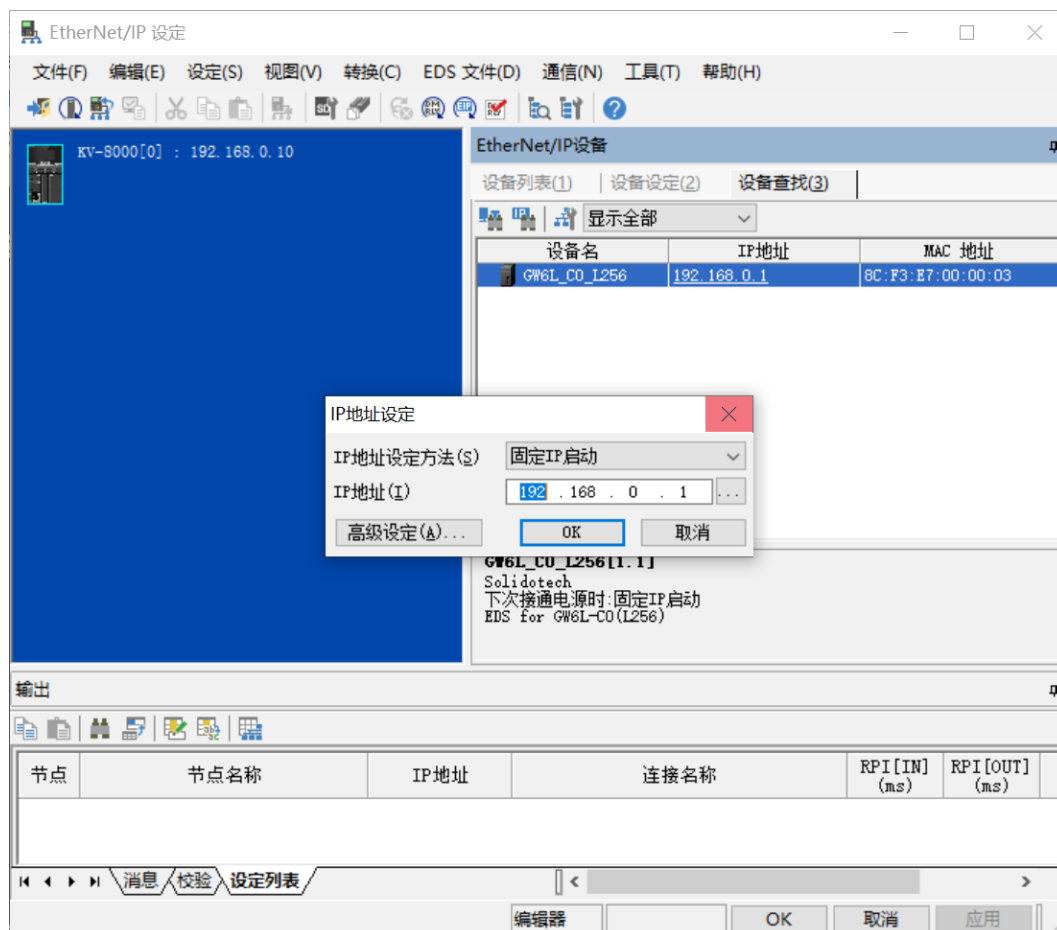 EtherNet/IP 设定
文件(F) 编辑(E) 设定(S) 视图(V) 转换(C) EDS 文件(D) 通信(N) 工具(T) 帮助(H)
KV-8000[0] : 192.168.0.10
EtherNet/IP设备
设备列表(1) 设备设定(2) 设备查找(3)
显示全部
设备名 IP地址 MAC 地址
GW6L_CO_L256 192.168.0.1 8C:F3:E7:00:00:03
IP地址设定
IP地址设定方法(S) 固定IP启动
IP地址(I) 192 . 168 . 0 . 1 ...
高级设定(A)... OK 取消
GW6L_CO_L256[1.1]
Solidotech
下次接通电源时:固定IP启动
EDS for GW6L-CO(L256)
输出
节点 节点名称 IP地址 连接名称 RPI[IN] (ms) RPI[OUT] (ms)
消息 校验 设定列表
编辑器 OK 取消 应用